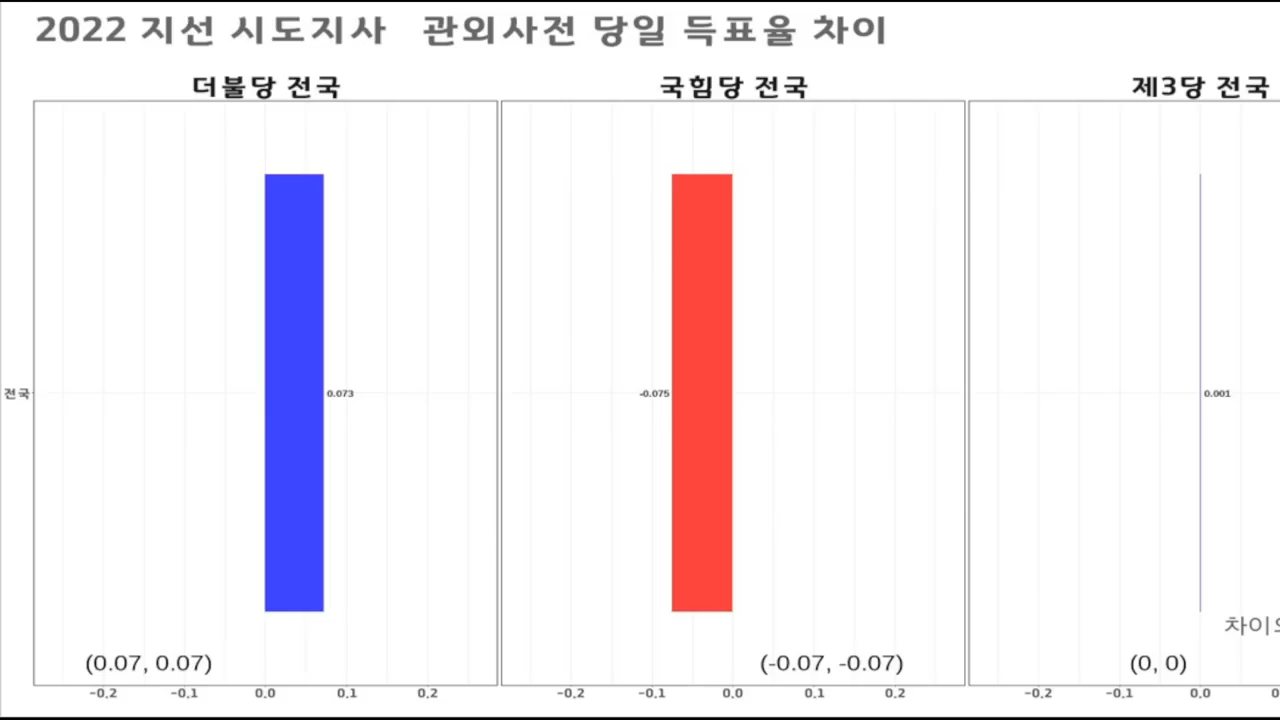 2022 지선 시도지사 관외사전 당일 득표율 차이
더불당 전국
국힘당 전국
제3당 전국
전국
0.073
-0.075
0.001
차이의
(0.07, 0.07)
(-0.07, -0.07)
(0, 0)
-0.2 -0.1 0.0 0.1 0.2
-0.2 -0.1 0.0 0.1 0.2
-0.2 -0.1 0.0